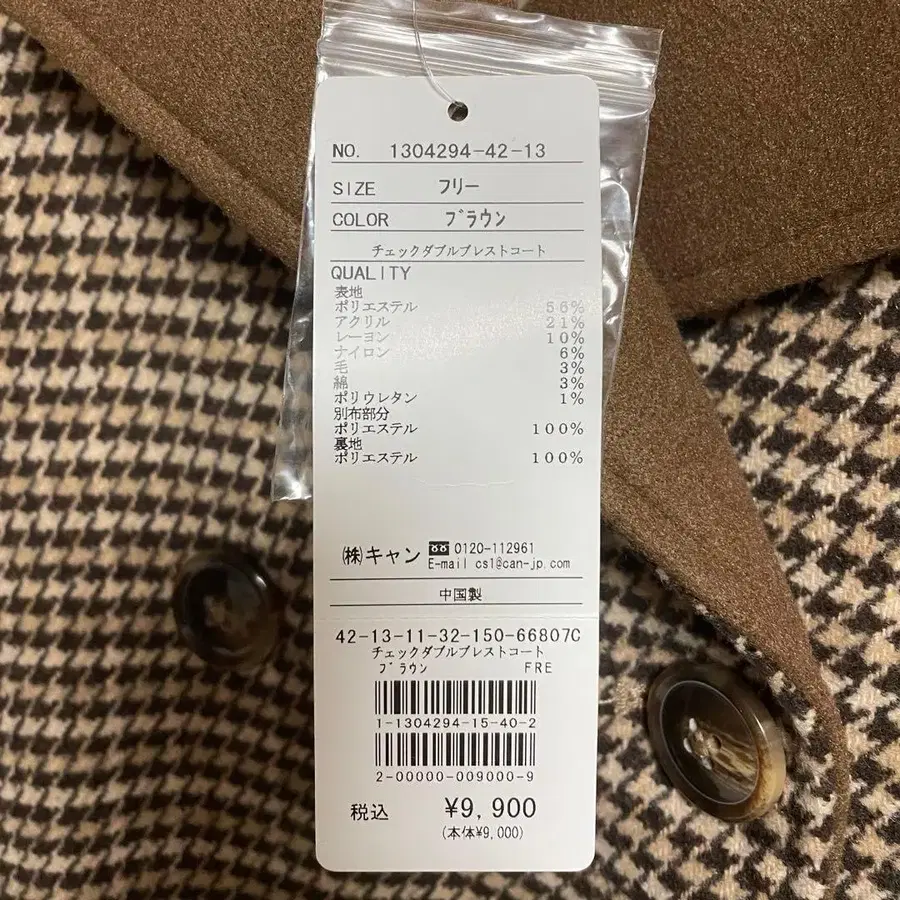 NO. 1304294-42-13
SIZE フリー
COLOR ブラウン
チェックダブルブレストコート
QUALITY
表地
ポリエステル 56%
アクリル 21%
レーヨン 10%
ナイロン 6%
毛 3%
綿 3%
ポリウレタン 1%
別布部分
ポリエステル 100%
裏地
ポリエステル 100%
㈱キャン 0120-112961
E-mail cs1@can-jp.com
中国製
42-13-11-32-150-66807C
チェックダブルブレストコート
ブラウン FRE
1-1304294-15-40-2
2-00000-009000-9
税込 ¥9,900
(本体¥9,000)